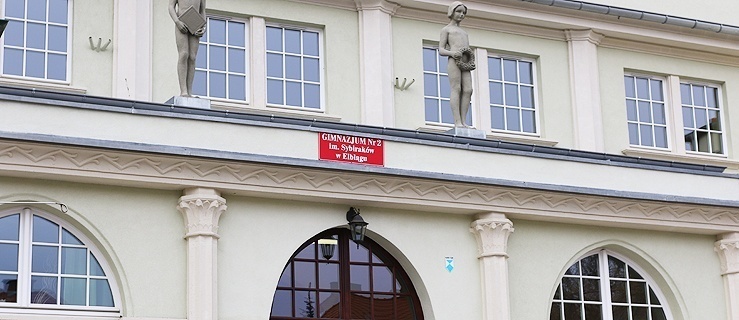 GIMNAZJUM Nr 2
im. Sybiraków
w Elblągu